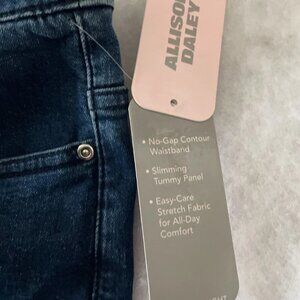 ALLISON
DALEY
• No-Gap Contour
Waistband
• Slimming
Tummy Panel
• Easy-Care
Stretch Fabric
for All-Day
Comfort